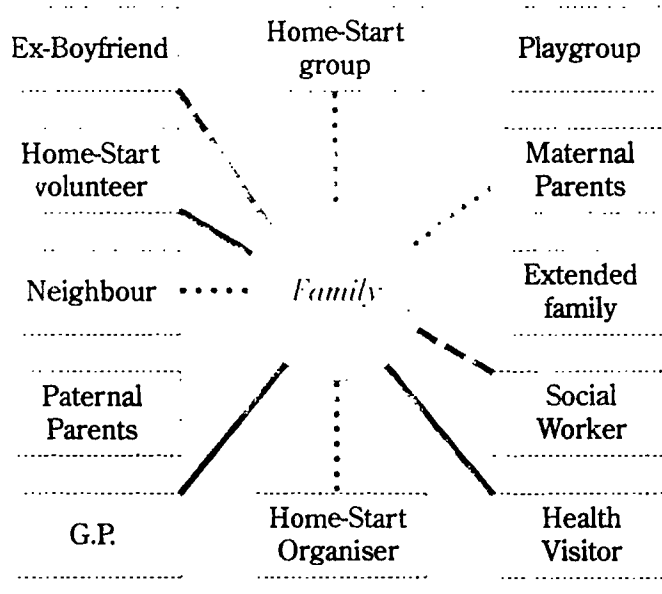 Ex-Boyfriend
Home-Start
group
Playgroup
Home-Start
volunteer
Maternal
Parents
Neighbour
Family
Extended
family
Paternal
Parents
Social
Worker
G.P.
Home-Start
Organiser
Health
Visitor